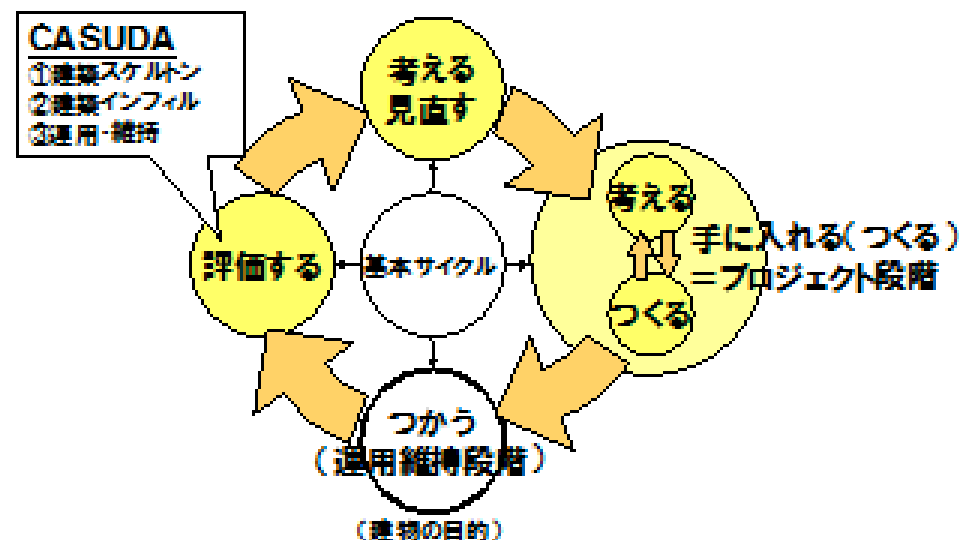 CASUDA
①建築スケルトン
②建築インフィル
③運用・維持
考える
見直す
考える
手に入れる(つくる)
=プロジェクト段階
つくる
評価する
基本サイクル
つかう
(運用維持段階)
(建物の目的)